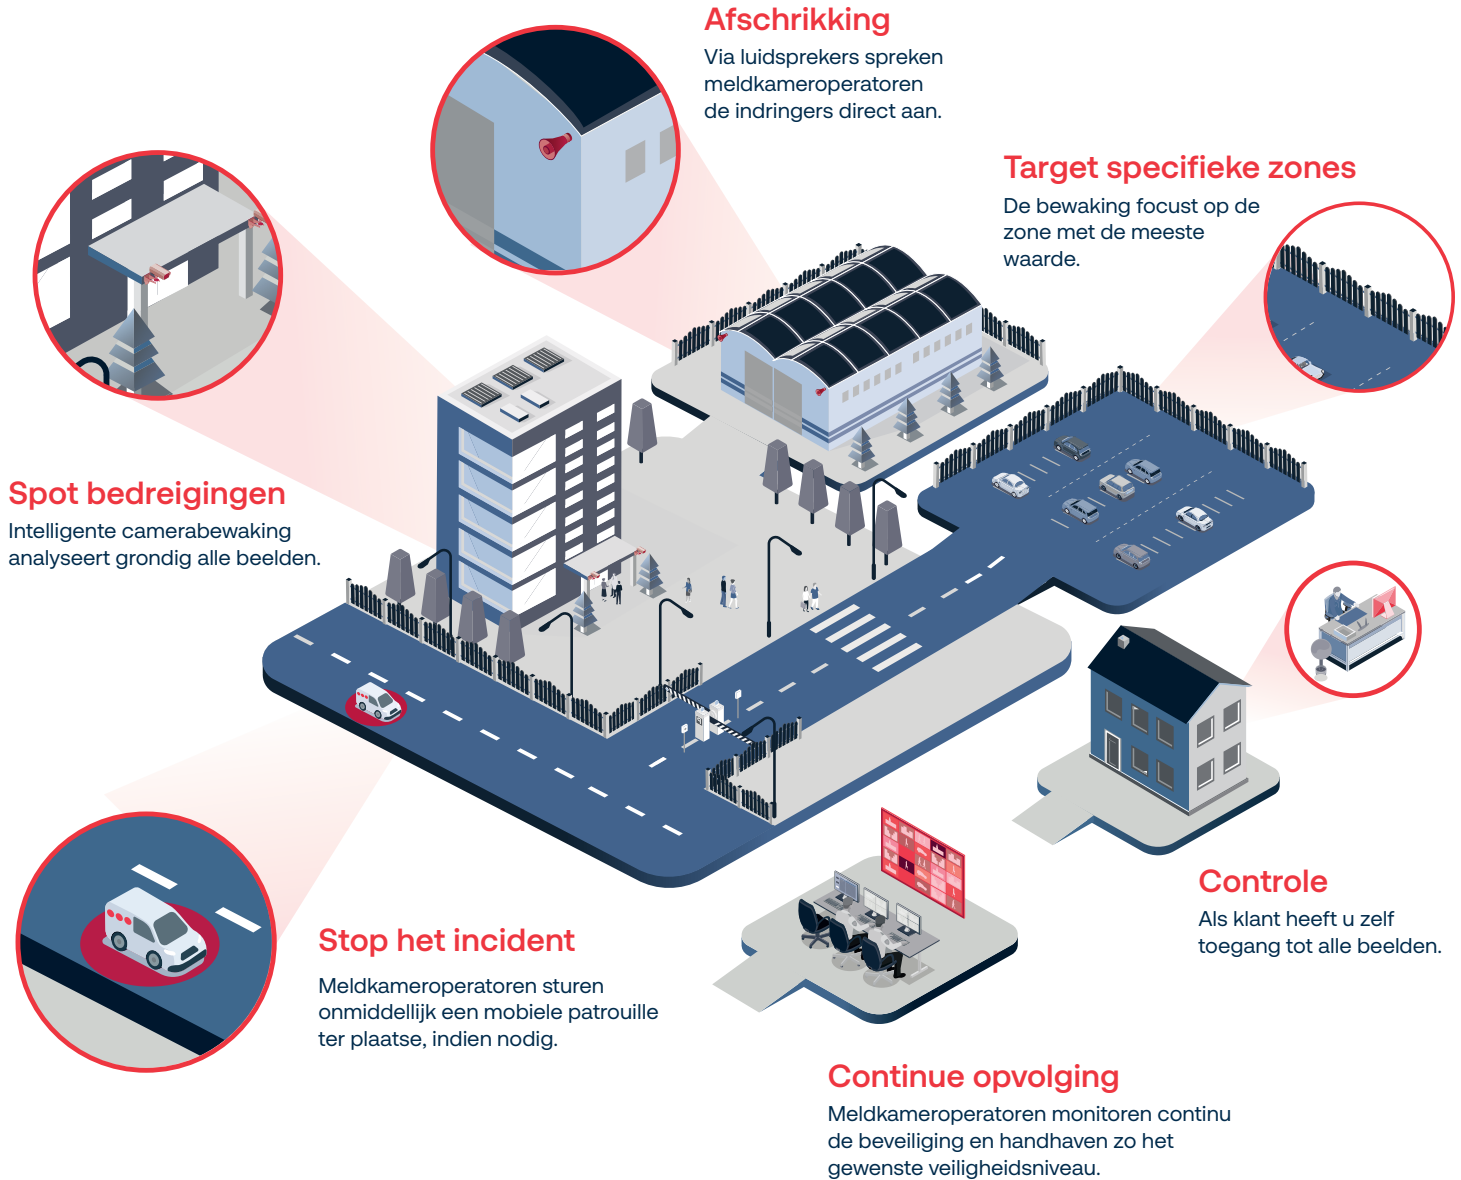 Afschrikking
Via luidsprekers spreken
meldkameroperatoren
de indringers direct aan.
Target specifieke zones
De bewaking focust op de
zone met de meeste
waarde.
Spot bedreigingen
Intelligente camerabewaking
analyseert grondig alle beelden.
Controle
Als klant heeft u zelf
toegang tot alle beelden.
Stop het incident
Meldkameroperatoren sturen
onmiddellijk een mobiele patrouille
ter plaatse, indien nodig.
Continue opvolging
Meldkameroperatoren monitoren continu
de beveiliging en handhaven zo het
gewenste veiligheidsniveau.